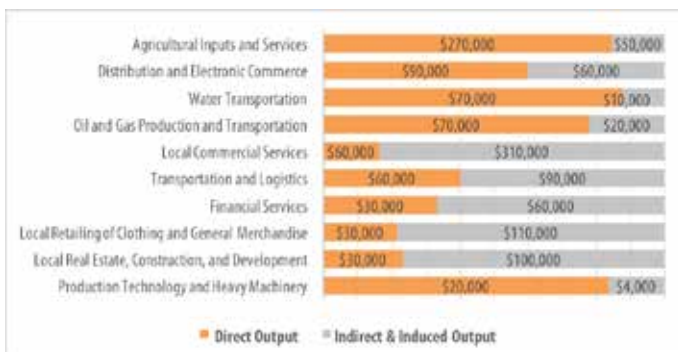 Agricultural Inputs and Services $270,000 $50,000
Distribution and Electronic Commerce $90,000 $60,000
Water Transportation $70,000 $10,000
Oil and Gas Production and Transportation $70,000 $20,000
Local Commercial Services $60,000 $310,000
Transportation and Logistics $60,000 $90,000
Financial Services $30,000 $60,000
Local Retailing of Clothing and General Merchandise $30,000 $110,000
Local Real Estate, Construction, and Development $30,000 $100,000
Production Technology and Heavy Machinery $20,000 $4,000
Direct Output Indirect & Induced Output